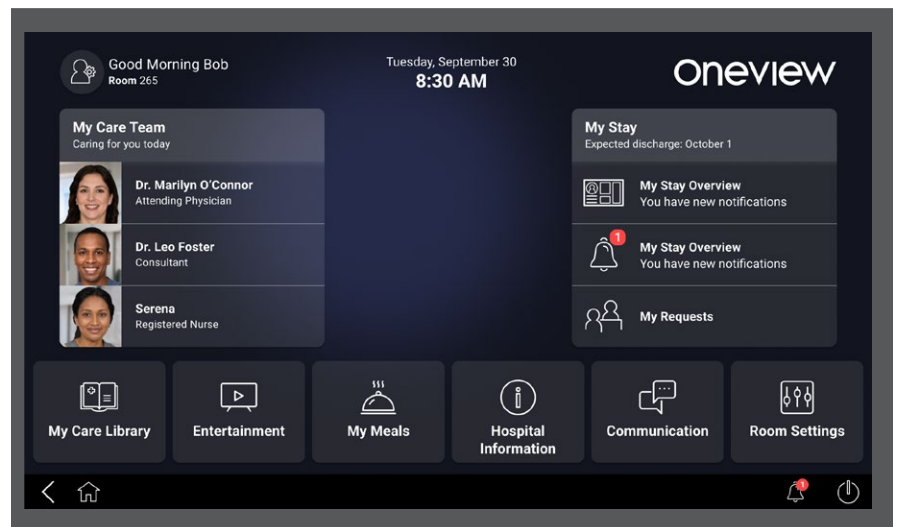 Good Morning Bob
Room 265
Tuesday, September 30
8:30 AM
oneview
My Care Team
Caring for you today
Dr. Marilyn O'Connor
Attending Physician
Dr. Leo Foster
Consultant
Serena
Registered Nurse
My Stay
Expected discharge: October 1
My Stay Overview
You have new notifications
1
My Stay Overview
You have new notifications
My Requests
My Care Library
Entertainment
My Meals
Hospital
Information
Communication
Room Settings
1